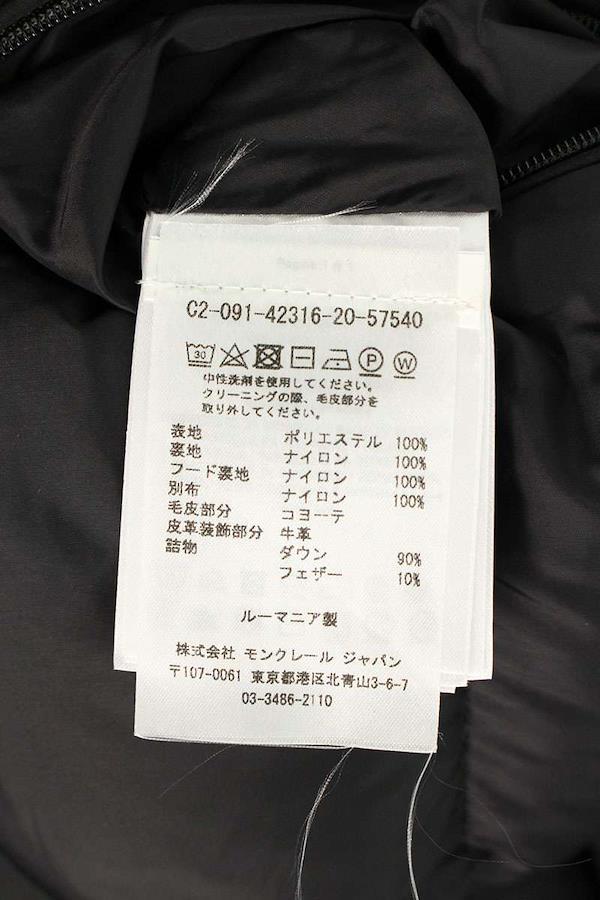 C2-091-42316-20-57540
30 P W
中性洗剤を使用してください。
クリーニングの際、毛皮部分を
取り外してください。
表地 ポリエステル 100%
裏地 ナイロン 100%
フード裏地 ナイロン 100%
別布 ナイロン 100%
毛皮部分 コヨーテ
皮革装飾部分 牛革
詰物 ダウン 90%
フェザー 10%
ルーマニア製
株式会社 モンクレール ジャパン
〒107-0061 東京都港区北青山3-6-7
03-3486-2110